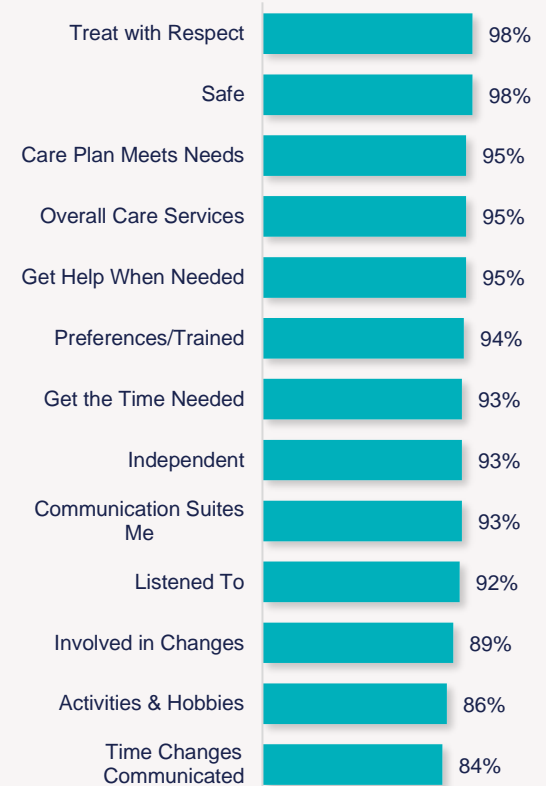 Treat with Respect 98%
Safe 98%
Care Plan Meets Needs 95%
Overall Care Services 95%
Get Help When Needed 95%
Preferences/Trained 94%
Get the Time Needed 93%
Independent 93%
Communication Suites
Me 93%
Listened To 92%
Involved in Changes 89%
Activities & Hobbies 86%
Time Changes
Communicated 84%